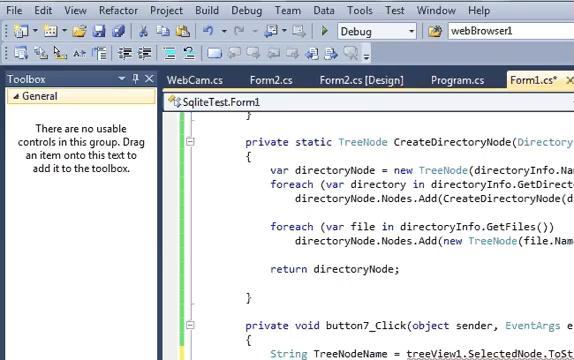 File Edit View Refactor Project Build Debug Team Data Tools Test Window Help
Debug webBrowser1
Toolbox
General
There are no usable
controls in this group. Drag
an item onto this text to
add it to the toolbox.
WebCam.cs Form2.cs Form2.cs [Design] Program.cs Form1.cs*
SqliteTest.Form1
}
private static TreeNode CreateDirectoryNode(Directory
{
var directoryNode = new TreeNode(directoryInfo.Na
foreach (var directory in directoryInfo.GetDirect
directoryNode.Nodes.Add(CreateDirectoryNode(d
foreach (var file in directoryInfo.GetFiles())
directoryNode.Nodes.Add(new TreeNode(file.Name
return directoryNode;
}
private void button7_Click(object sender, EventArgs e
{
String TreeNodeName = treeView1.SelectedNode.ToSt